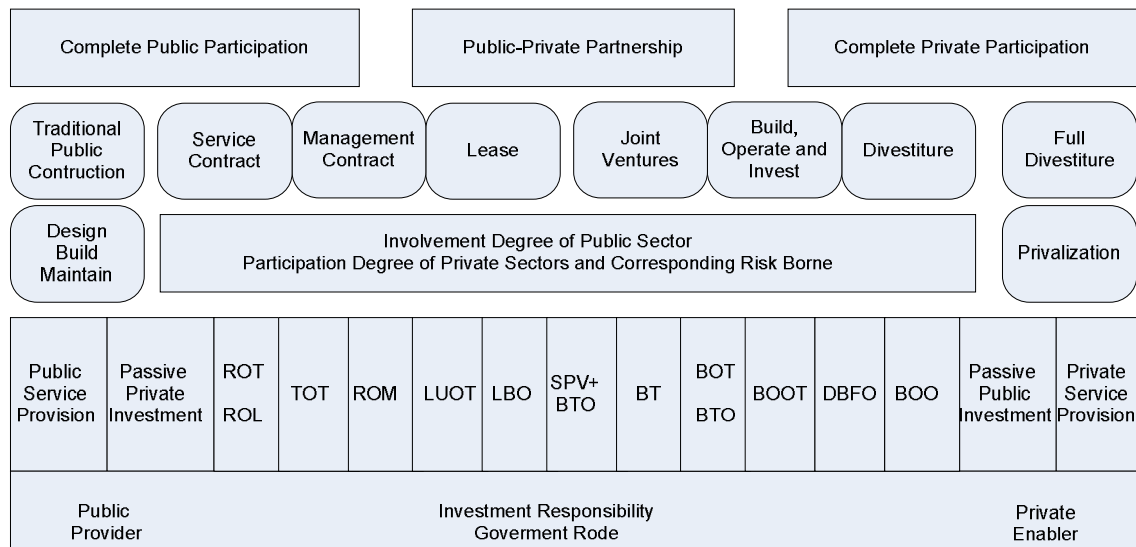 Complete Public Participation
Public-Private Partnership
Complete Private Participation
Traditional
Public
Contruction
Service
Contract
Management
Contract
Lease
Joint
Ventures
Build,
Operate and
Invest
Divestiture
Full
Divestiture
Design
Build
Maintain
Involvement Degree of Public Sector
Participation Degree of Private Sectors and Corresponding Risk Borne
Privalization
Public
Service
Provision
Passive
Private
Investment
ROT
ROL
TOT
ROM
LUOT
LBO
SPV+
BTO
BT
BOT
BTO
BOOT
DBFO
BOO
Passive
Public
Investment
Private
Service
Provision
Public
Provider
Investment Responsibility
Goverment Rode
Private
Enabler